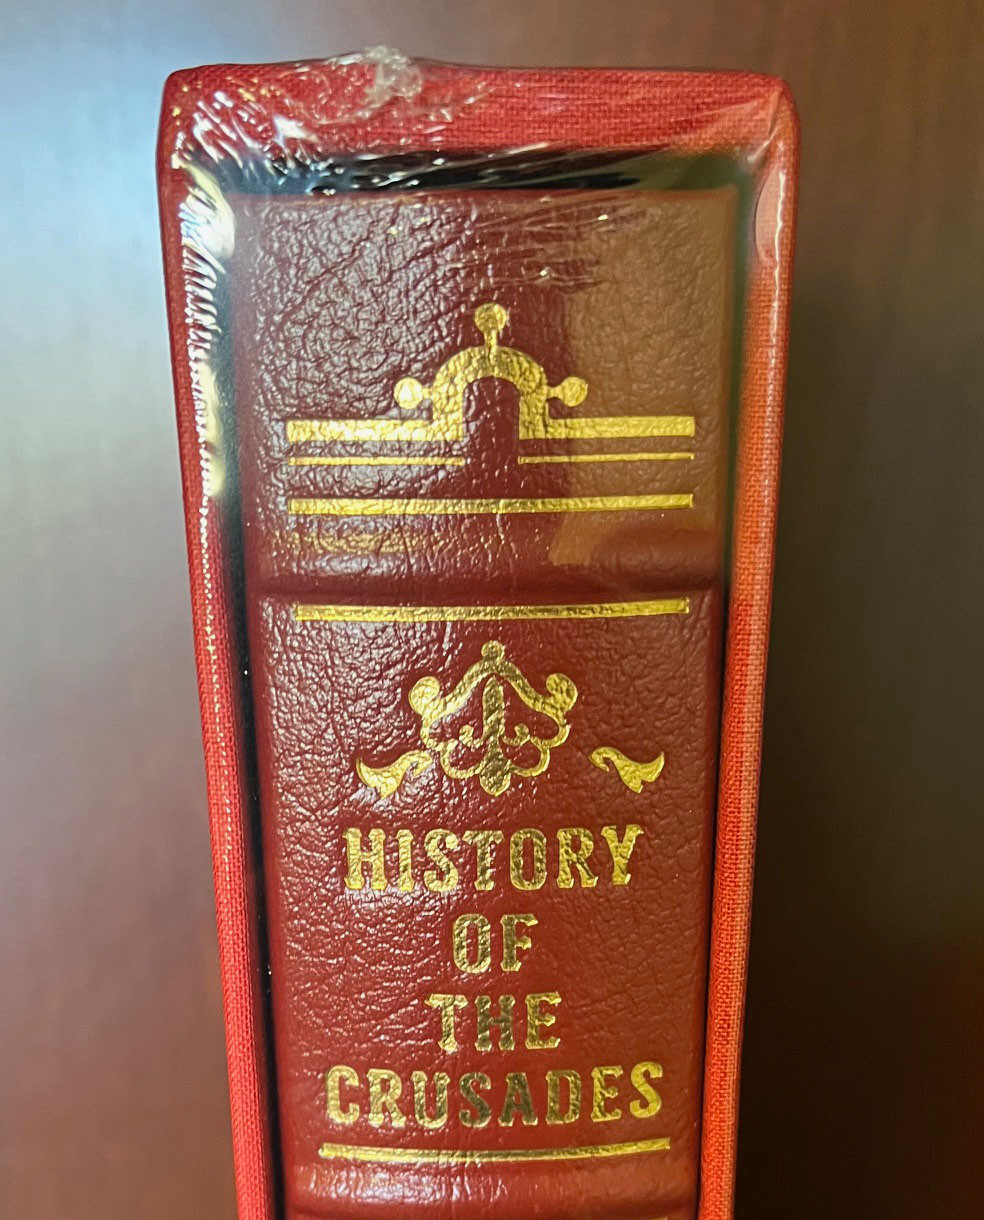 HISTORY
OF
THE
CRUSADES